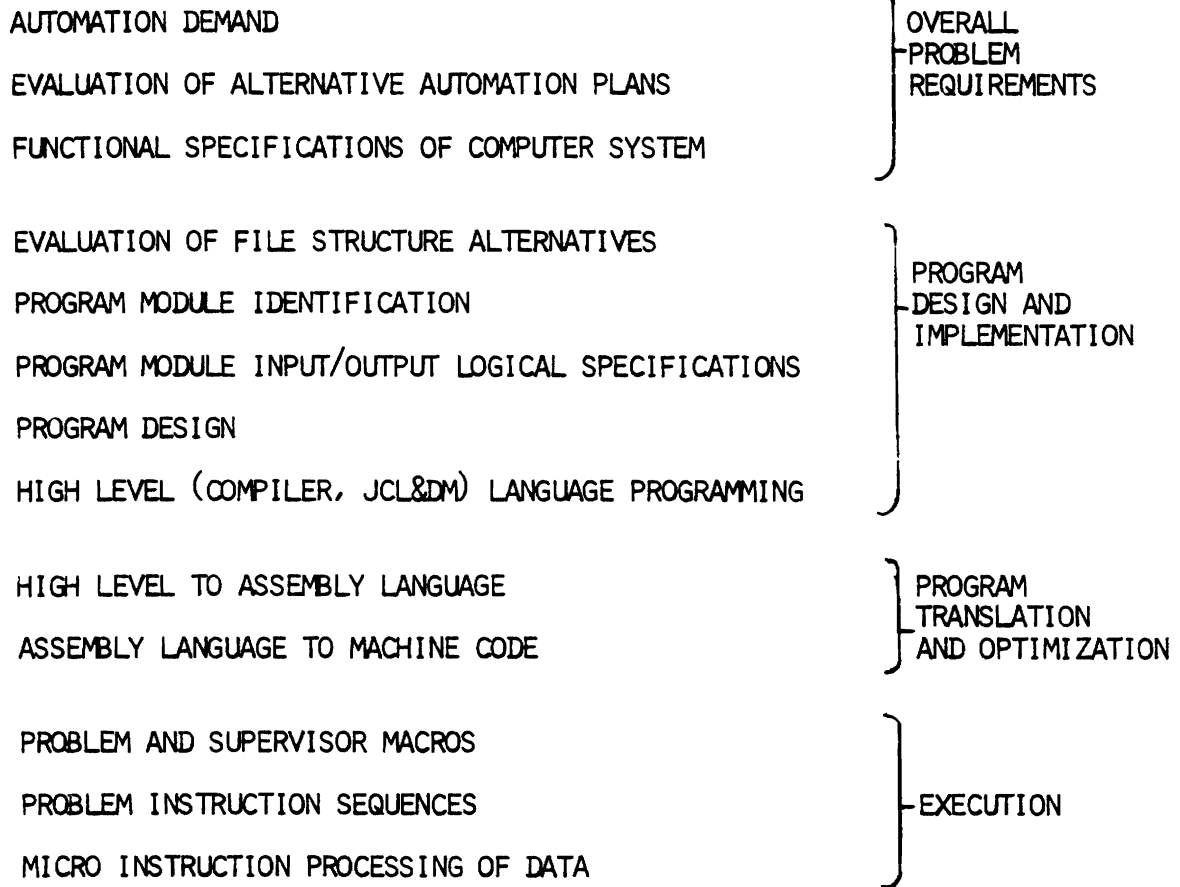 AUTOMATION DEMAND
EVALUATION OF ALTERNATIVE AUTOMATION PLANS
FUNCTIONAL SPECIFICATIONS OF COMPUTER SYSTEM
OVERALL
PROBLEM
REQUIREMENTS
EVALUATION OF FILE STRUCTURE ALTERNATIVES
PROGRAM MODULE IDENTIFICATION
PROGRAM MODULE INPUT/OUTPUT LOGICAL SPECIFICATIONS
PROGRAM DESIGN
HIGH LEVEL (COMPILER, JCL&DM) LANGUAGE PROGRAMMING
PROGRAM
DESIGN AND
IMPLEMENTATION
HIGH LEVEL TO ASSEMBLY LANGUAGE
ASSEMBLY LANGUAGE TO MACHINE CODE
PROGRAM
TRANSLATION
AND OPTIMIZATION
PROBLEM AND SUPERVISOR MACROS
PROBLEM INSTRUCTION SEQUENCES
MICRO INSTRUCTION PROCESSING OF DATA
EXECUTION